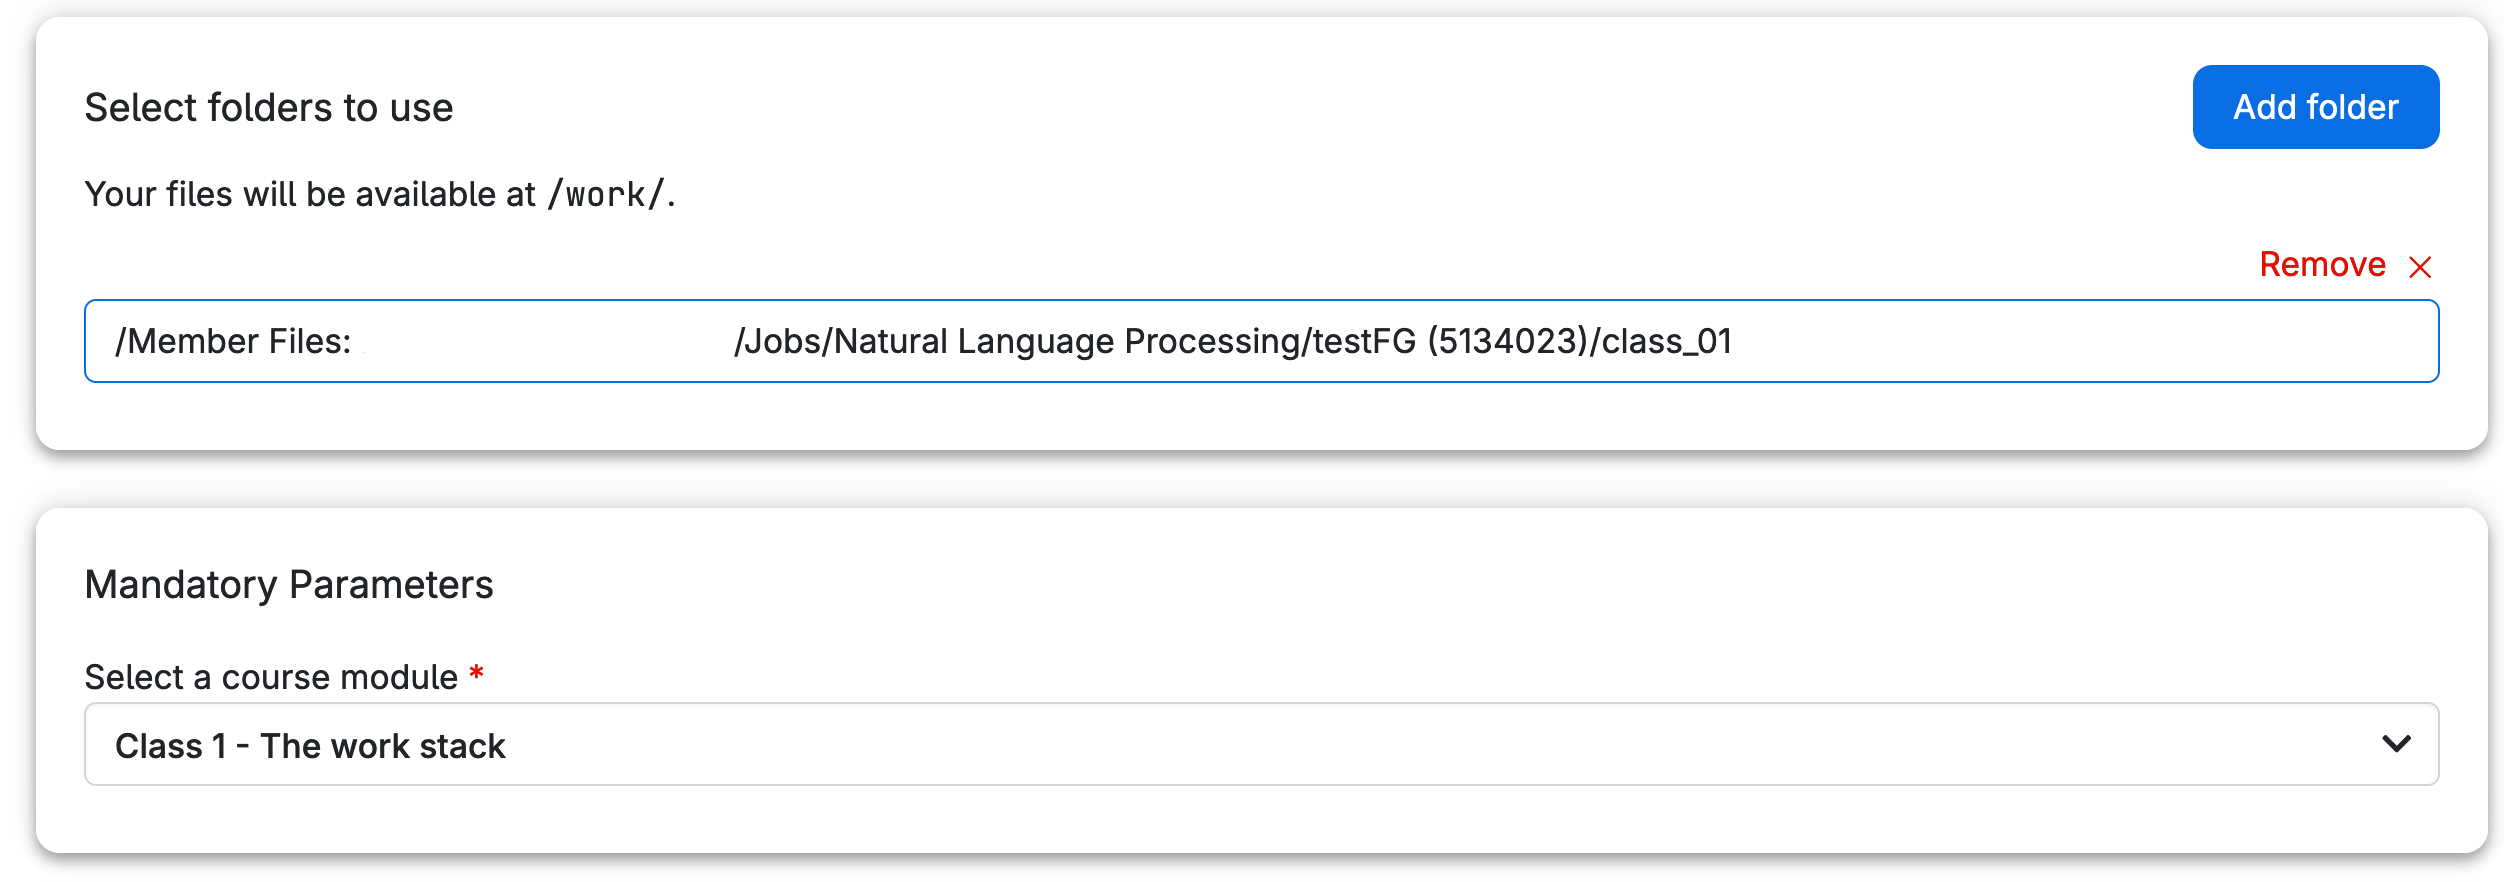 Select folders to use
Add folder
Your files will be available at /work/.
Remove
/Member Files: /Jobs/Natural Language Processing/testFG (5134023)/class_01
Mandatory Parameters
Select a course module *
Class 1 - The work stack